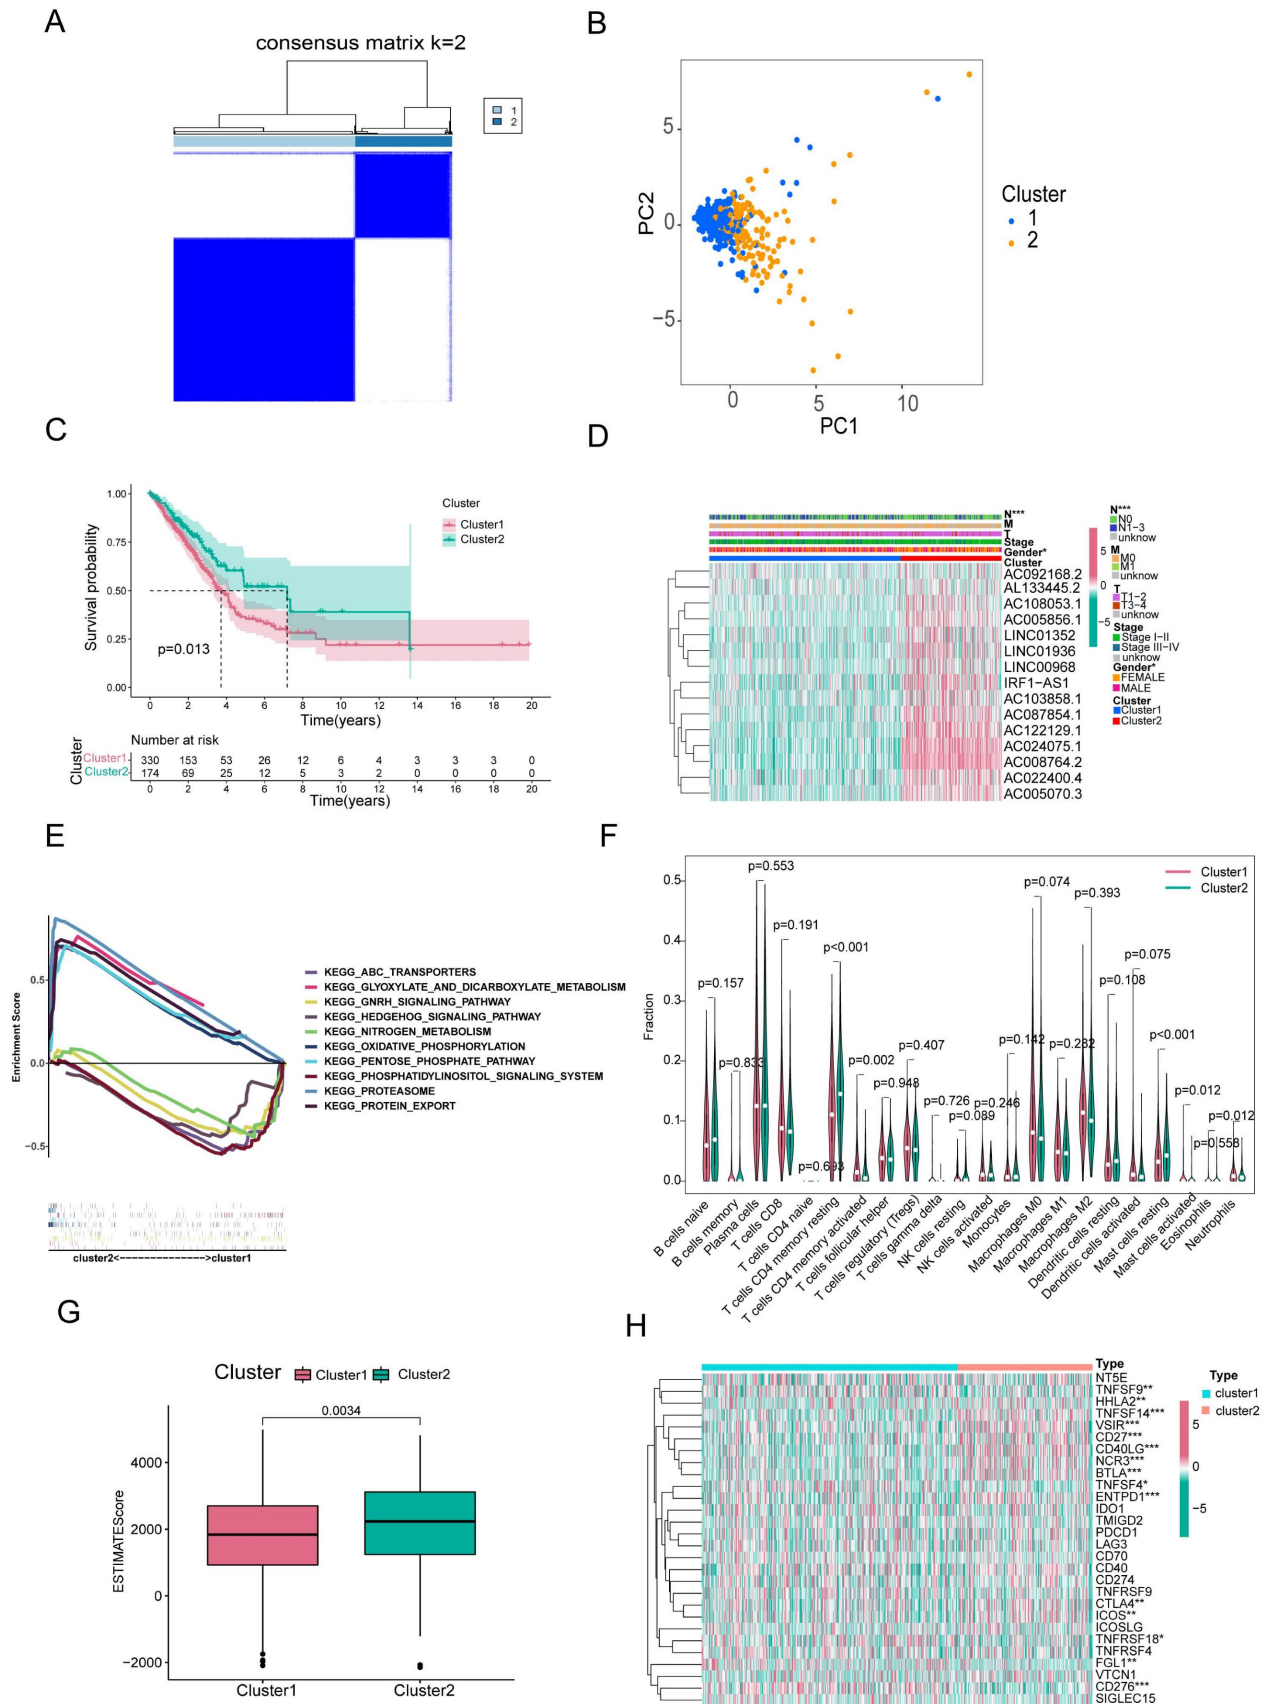 A
consensus matrix k=2
1
2
B
5
0
−5
PC2
0
5
10
PC1
Cluster
1
2
C
Survival probability
1.00
0.75
0.50
0.25
0.00
p=0.013
Cluster
Cluster1
Cluster2
0 2 4 6 8 10 12 14 16 18 20
Time(years)
Number at risk
Cluster
Cluster1 330 153 53 26 12 6 4 3 3 3 0
Cluster2 174 69 25 12 5 3 2 0 0 0 0
0 2 4 6 8 10 12 14 16 18 20
Time(years)
D
N***
M
T
Stage
Gender*
Cluster
AC092168.2
AL133445.2
AC108053.1
AC005856.1
LINC01352
LINC01936
LINC00968
IRF1−AS1
AC103858.1
AC087854.1
AC122129.1
AC024075.1
AC008764.2
AC022400.4
AC005070.3
5
0
−5
N***
N0
N1−3
unknow
M
M0
M1
unknow
T
T1−2
T3−4
unknow
Stage
Stage I−II
Stage III−IV
unknow
Gender*
FEMALE
MALE
Cluster
Cluster1
Cluster2
E
Enrichment Score
0.5
0.0
−0.5
KEGG_ABC_TRANSPORTERS
KEGG_GLYOXYLATE_AND_DICARBOXYLATE_METABOLISM
KEGG_GNRH_SIGNALING_PATHWAY
KEGG_HEDGEHOG_SIGNALING_PATHWAY
KEGG_NITROGEN_METABOLISM
KEGG_OXIDATIVE_PHOSPHORYLATION
KEGG_PENTOSE_PHOSPHATE_PATHWAY
KEGG_PHOSPHATIDYLINOSITOL_SIGNALING_SYSTEM
KEGG_PROTEASOME
KEGG_PROTEIN_EXPORT
cluster2<--------------->cluster1
F
Fraction
0.5
0.4
0.3
0.2
0.1
0.0
Cluster1
Cluster2
p=0.157
p=0.833
p=0.553
p=0.191
p=0.693
p<0.001
p=0.002
p=0.948
p=0.407
p=0.726
p=0.089
p=0.246
p=0.142
p=0.074
p=0.282
p=0.393
p=0.108
p=0.075
p<0.001
p=0.012
p=0.558
p=0.012
B cells naive
B cells memory
Plasma cells
T cells CD8
T cells CD4 naive
T cells CD4 memory resting
T cells CD4 memory activated
T cells follicular helper
T cells regulatory (Tregs)
T cells gamma delta
NK cells resting
NK cells activated
Monocytes
Macrophages M0
Macrophages M1
Macrophages M2
Dendritic cells resting
Dendritic cells activated
Mast cells resting
Mast cells activated
Eosinophils
Neutrophils
G
Cluster Cluster1 Cluster2
0.0034
ESTIMATEScore
4000
2000
0
−2000
Cluster1
Cluster2
H
Type
NT5E
TNFSF9**
HHLA2**
TNFSF14***
VSIR***
CD27***
CD40LG***
NCR3***
BTLA***
TNFSF4*
ENTPD1***
IDO1
TMIGD2
PDCD1
LAG3
CD70
CD40
CD274
TNFRSF9
CTLA4**
ICOS**
ICOSLG
TNFRSF18*
TNFRSF4
FGL1**
VTCN1
CD276***
SIGLEC15
5
0
−5
Type
cluster1
cluster2